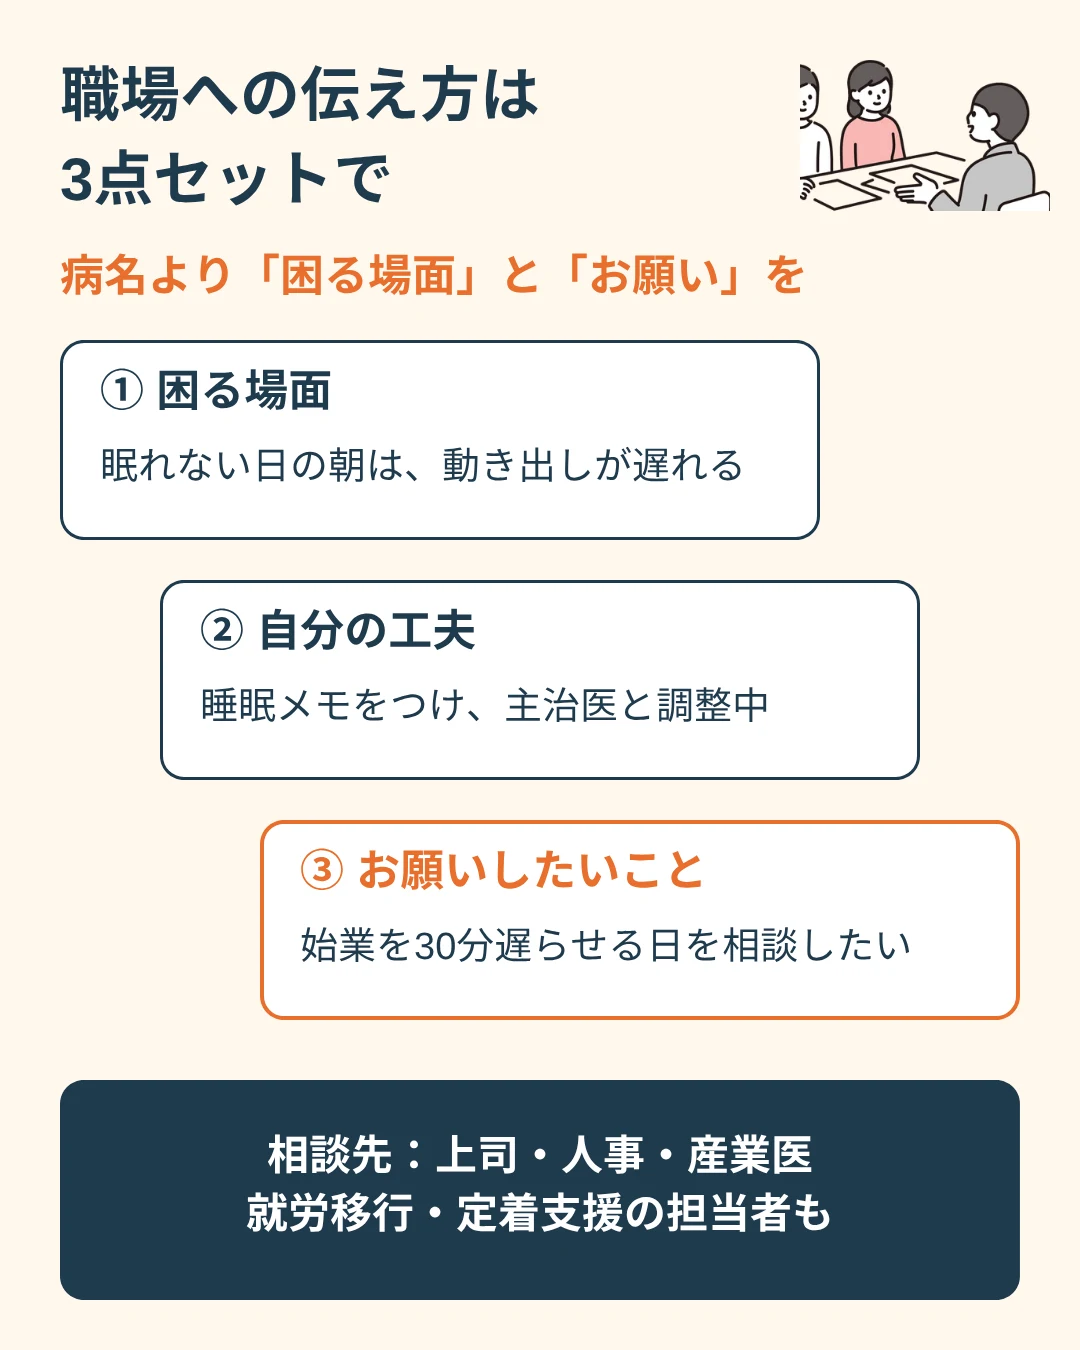 職場への伝え方は
3点セットで
病名より「困る場面」と「お願い」を
① 困る場面
眠れない日の朝は、動き出しが遅れる
② 自分の工夫
睡眠メモをつけ、主治医と調整中
③ お願いしたいこと
始業を30分遅らせる日を相談したい
相談先：上司・人事・産業医
就労移行・定着支援の担当者も